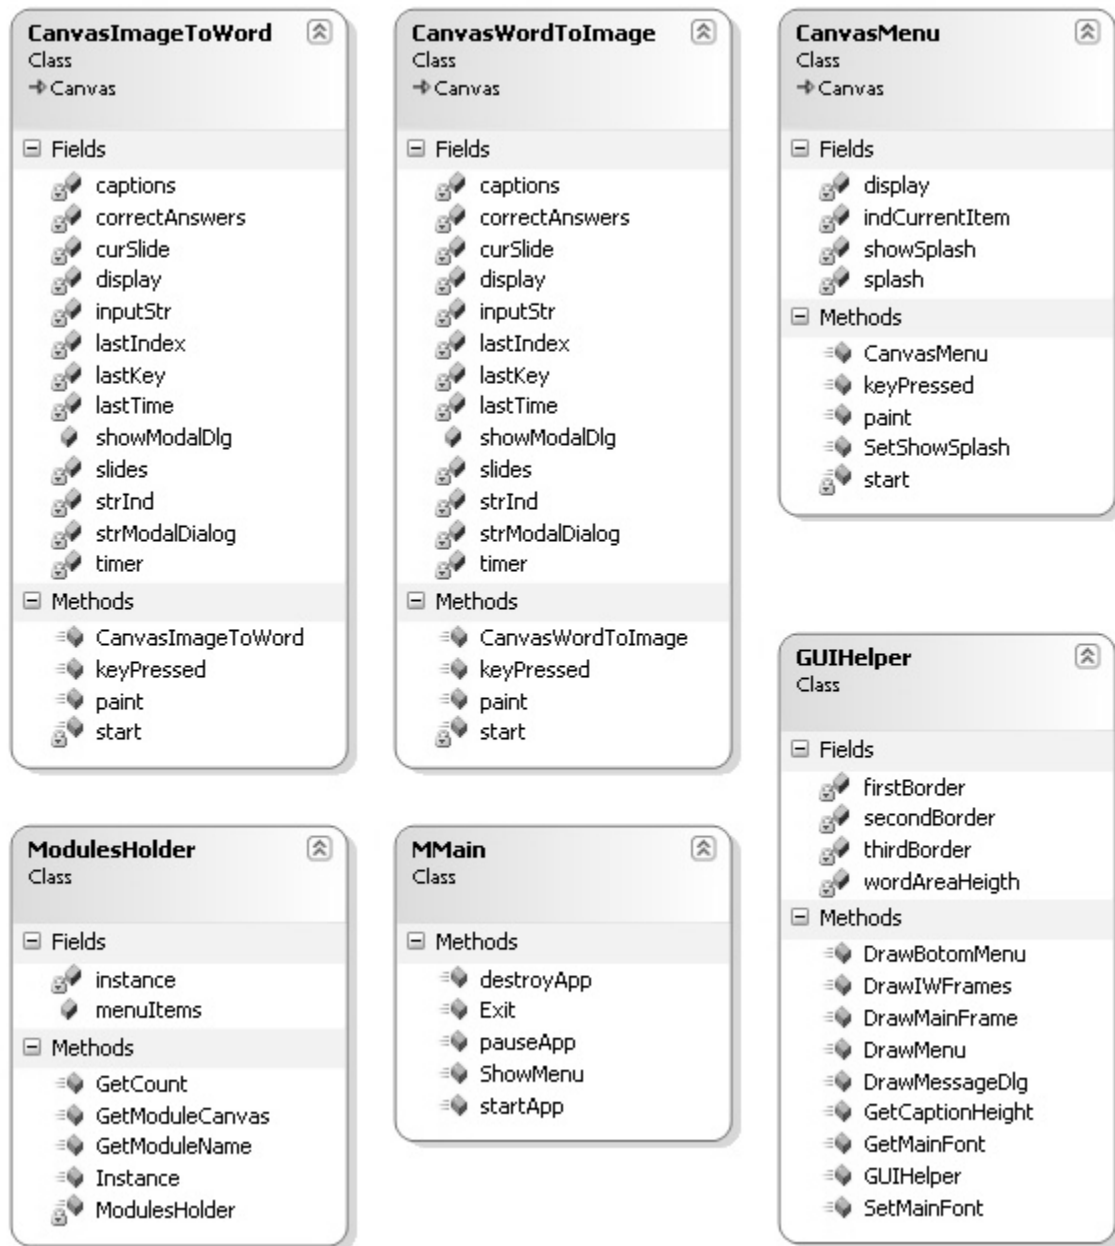 CanvasImageToWord
Class
Canvas
Fields
captions
correctAnswers
curSlide
display
inputStr
lastIndex
lastKey
lastTime
showModalDlg
slides
strInd
strModalDialog
timer
Methods
CanvasImageToWord
keyPressed
paint
start
CanvasWordToImage
Class
Canvas
Fields
captions
correctAnswers
curSlide
display
inputStr
lastIndex
lastKey
lastTime
showModalDlg
slides
strInd
strModalDialog
timer
Methods
CanvasWordToImage
keyPressed
paint
start
CanvasMenu
Class
Canvas
Fields
display
indCurrentItem
showSplash
splash
Methods
CanvasMenu
keyPressed
paint
SetShowSplash
start
ModulesHolder
Class
Fields
instance
menuItems
Methods
GetCount
GetModuleCanvas
GetModuleName
Instance
ModulesHolder
MMain
Class
Methods
destroyApp
Exit
pauseApp
ShowMenu
startApp
GUIHelper
Class
Fields
firstBorder
secondBorder
thirdBorder
wordAreaHeigth
Methods
DrawBotomMenu
DrawIWFrames
DrawMainFrame
DrawMenu
DrawMessageDlg
GetCaptionHeight
GetMainFont
GUIHelper
SetMainFont